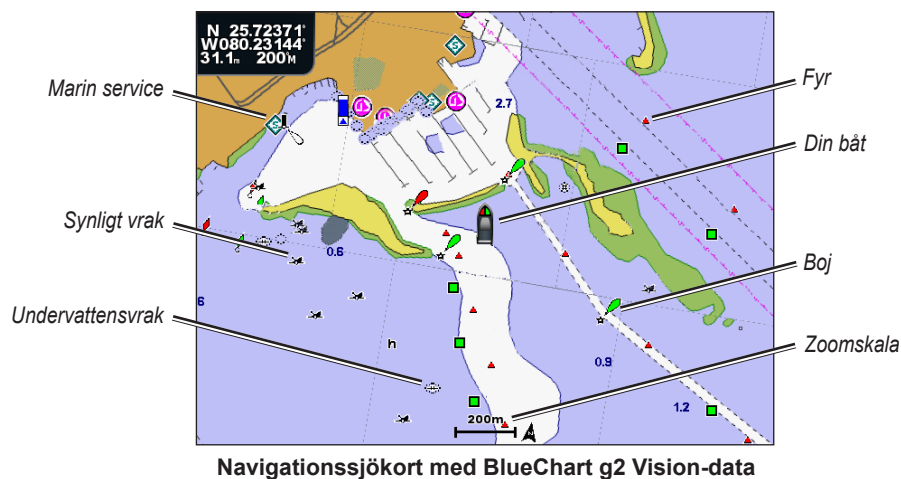 N 25.72371°
W080.23144°
31.1m 200°M
Marin service
Synligt vrak
Undervattensvrak
Fyr
Din båt
Boj
Zoomskala
2.7
0.6
6
h
0.9
1.2
200m
N
Navigationssjökort med BlueChart g2 Vision-data